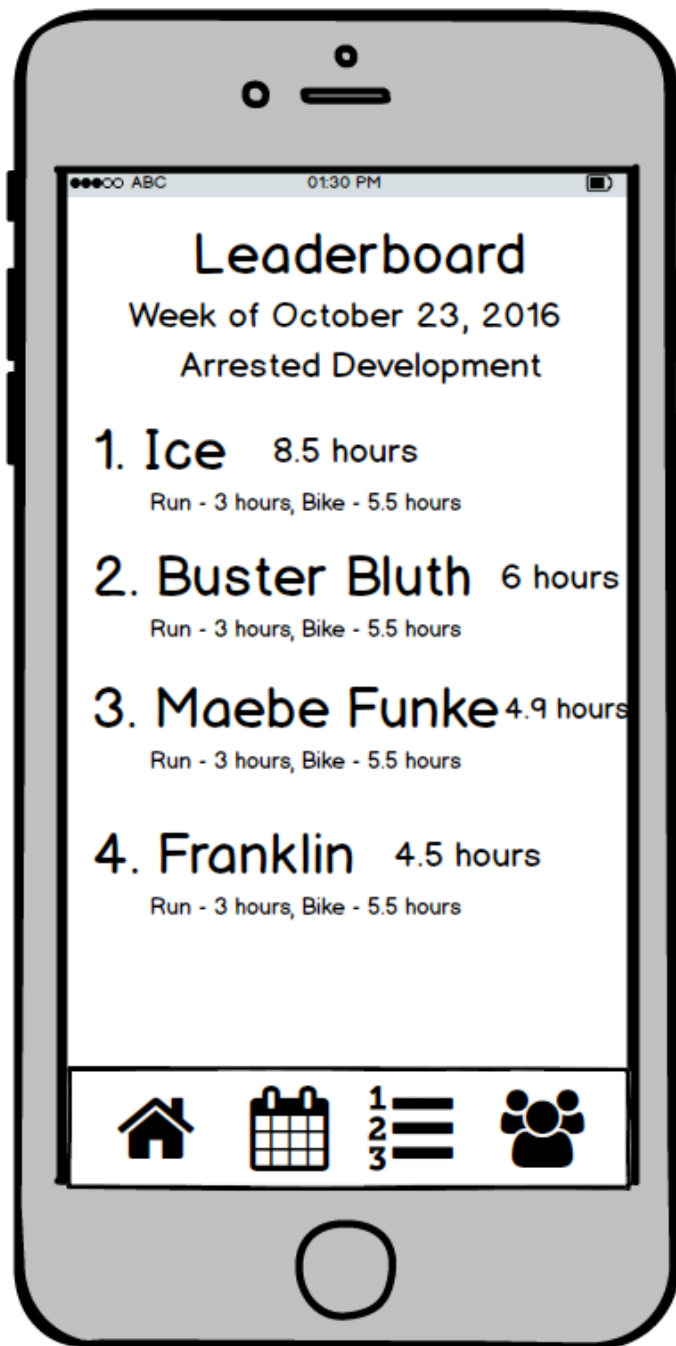 ABC 01:30 PM
Leaderboard
Week of October 23, 2016
Arrested Development
1. Ice 8.5 hours
Run - 3 hours, Bike - 5.5 hours
2. Buster Bluth 6 hours
Run - 3 hours, Bike - 5.5 hours
3. Maebe Funke 4.9 hours
Run - 3 hours, Bike - 5.5 hours
4. Franklin 4.5 hours
Run - 3 hours, Bike - 5.5 hours
1
2
3